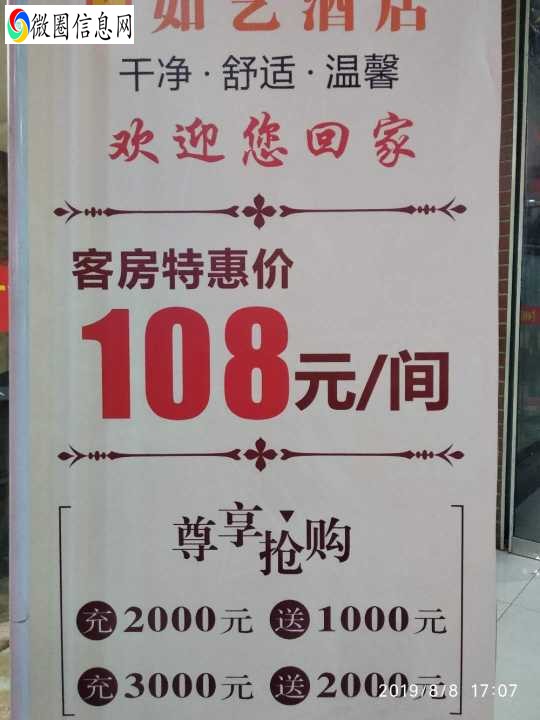 微圈信息网
如艺酒店
干净·舒适·温馨
欢迎您回家
客房特惠价
108元/间
尊享抢购
充2000元 送1000元
充3000元 送2000元
2019/8/8 17:07